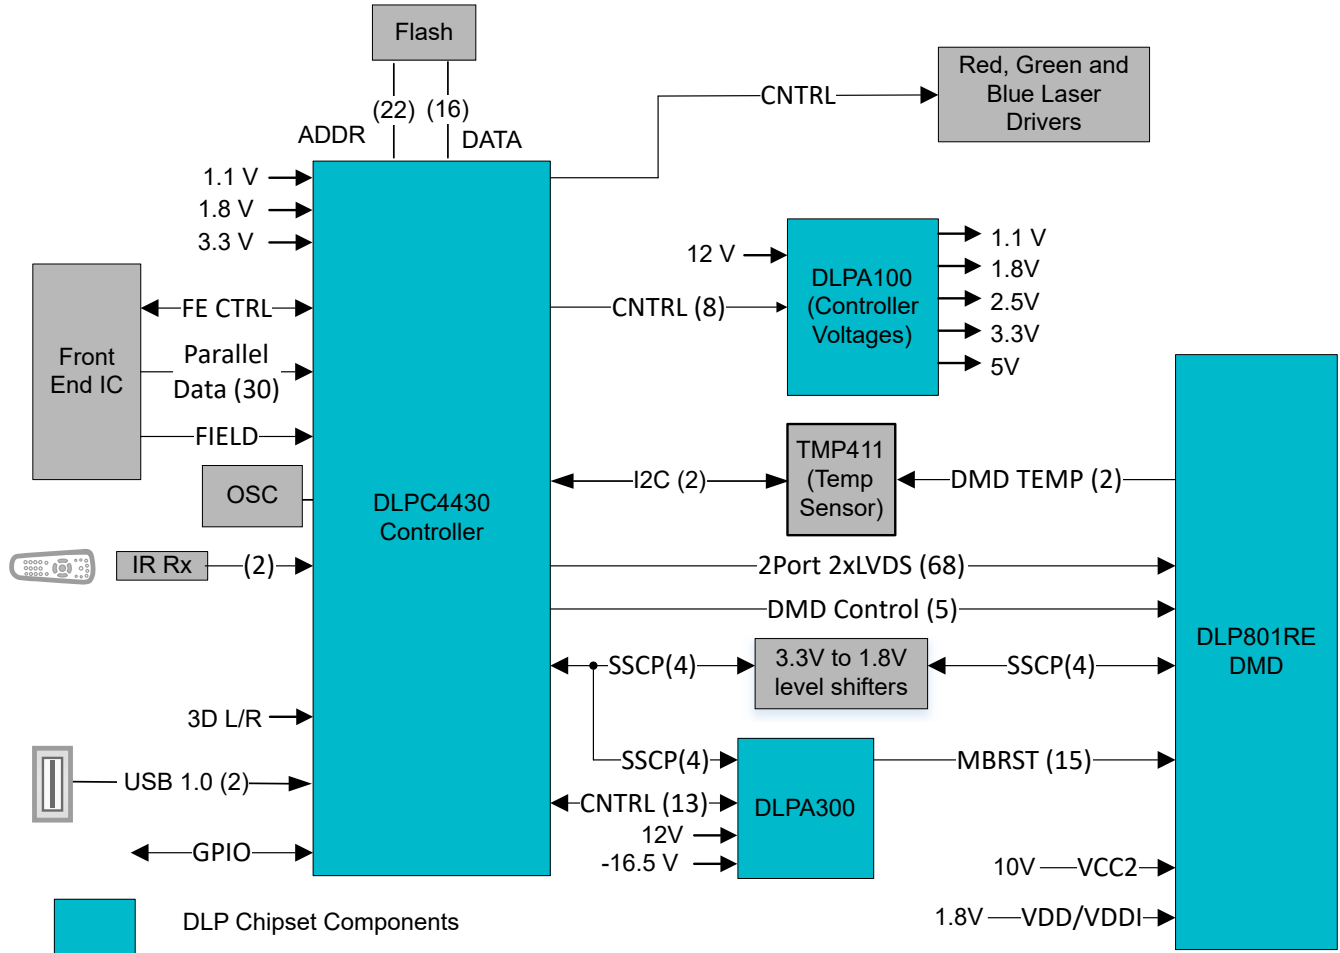 Flash
(22) (16)
ADDR
DATA
CNTRL
Red, Green and
Blue Laser
Drivers
1.1 V
1.8 V
3.3 V
12 V
DLPA100
(Controller
Voltages)
1.1 V
1.8V
2.5V
3.3V
5V
FE CTRL
CNTRL (8)
Front
End IC
Parallel
Data (30)
FIELD
OSC
DLPC4430
Controller
I2C (2)
TMP411
(Temp
Sensor)
DMD TEMP (2)
IR Rx
(2)
2Port 2xLVDS (68)
DMD Control (5)
DLP801RE
DMD
SSCP(4)
3.3V to 1.8V
level shifters
SSCP(4)
3D L/R
SSCP(4)
MBRST (15)
USB 1.0 (2)
CNTRL (13)
DLPA300
12V
-16.5 V
GPIO
10V
VCC2
1.8V
VDD/VDDI
DLP Chipset Components